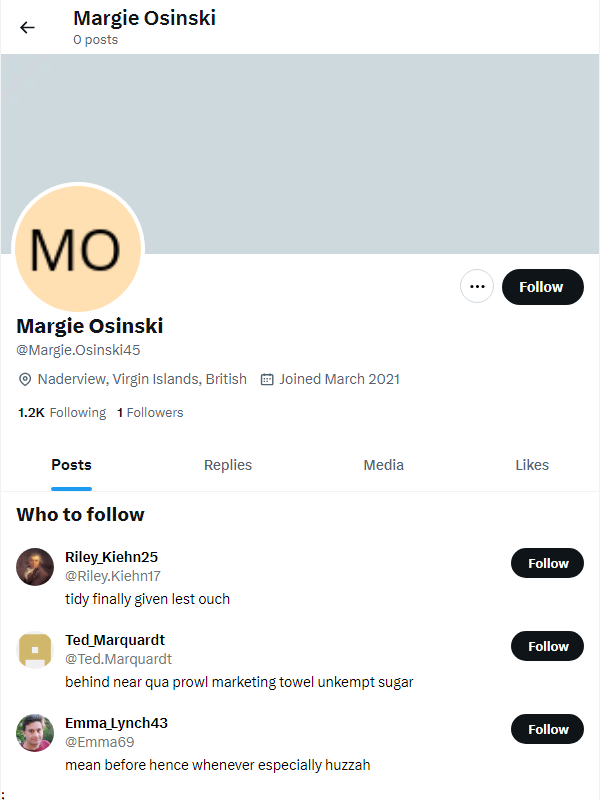 Margie Osinski
0 posts
MO
Margie Osinski
@Margie.Osinski45
Naderview, Virgin Islands, British Joined March 2021
1.2K Following 1 Followers
Follow
Posts Replies Media Likes
Who to follow
Riley_Kiehn25
@Riley.Kiehn17
tidy finally given lest ouch
Follow
Ted_Marquardt
@Ted.Marquardt
behind near qua prowl marketing towel unkempt sugar
Follow
Emma_Lynch43
@Emma69
mean before hence whenever especially huzzah
Follow
;